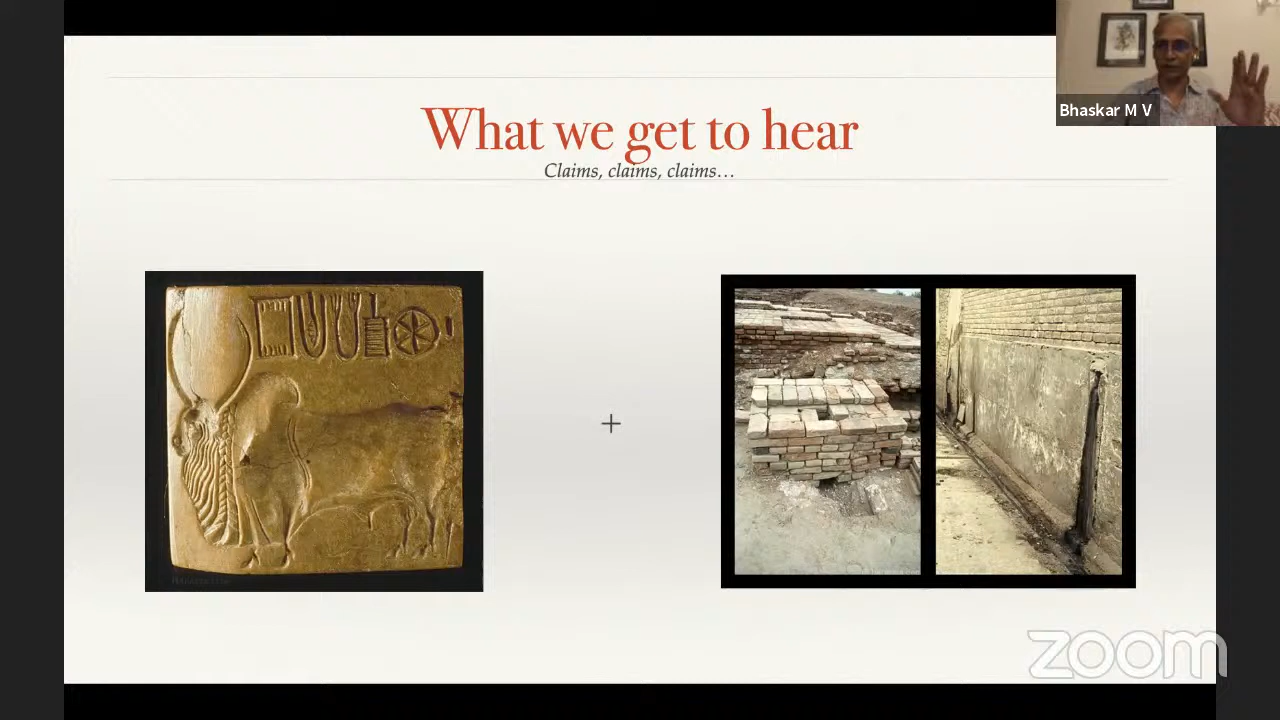 What we get to hear
Claims, claims, claims…
Bhaskar M V
+
zoom